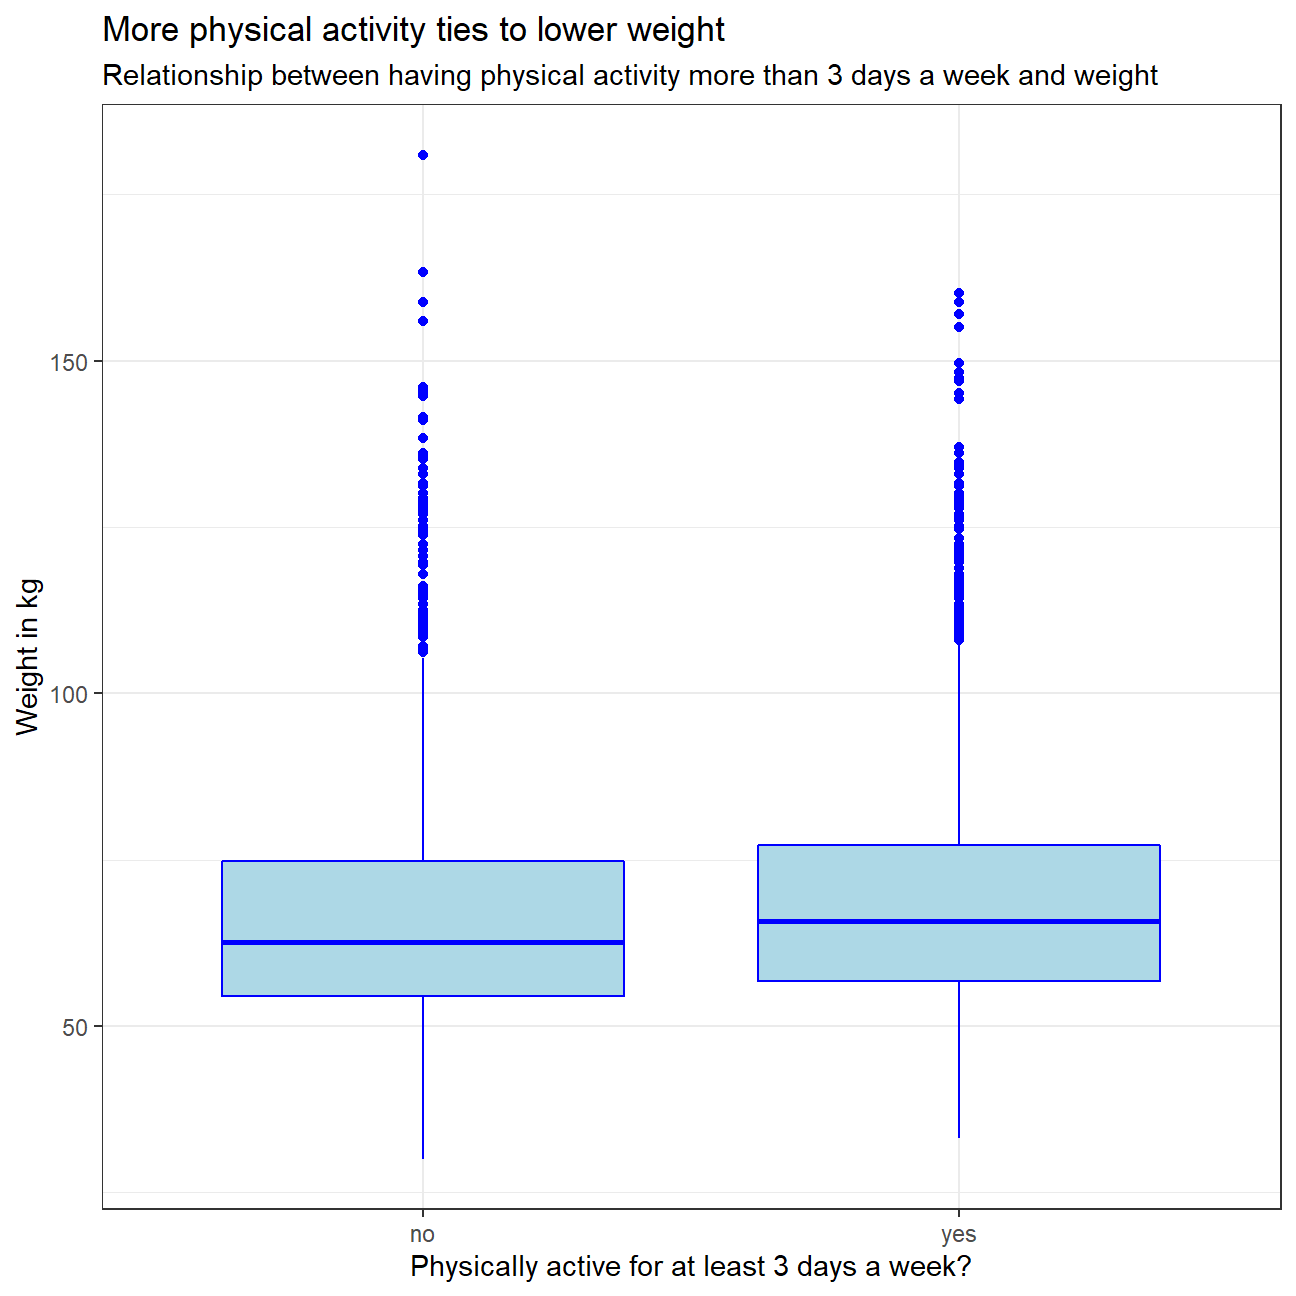 More physical activity ties to lower weight
Relationship between having physical activity more than 3 days a week and weight
Weight in kg
150
100
50
no
yes
Physically active for at least 3 days a week?